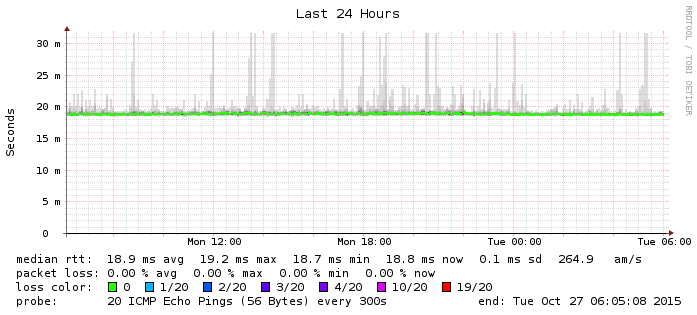 Last 24 Hours
RRDTOOL / TOBI OETIKER
Seconds
30 m
25 m
20 m
15 m
10 m
5 m
0
Mon 12:00 Mon 18:00 Tue 00:00 Tue 06:00
median rtt: 18.9 ms avg 19.2 ms max 18.7 ms min 18.8 ms now 0.1 ms sd 264.9 am/s
packet loss: 0.00 % avg 0.00 % max 0.00 % min 0.00 % now
loss color: 0 1/20 2/20 3/20 4/20 10/20 19/20
probe: 20 ICMP Echo Pings (56 Bytes) every 300s end: Tue Oct 27 06:05:08 2015